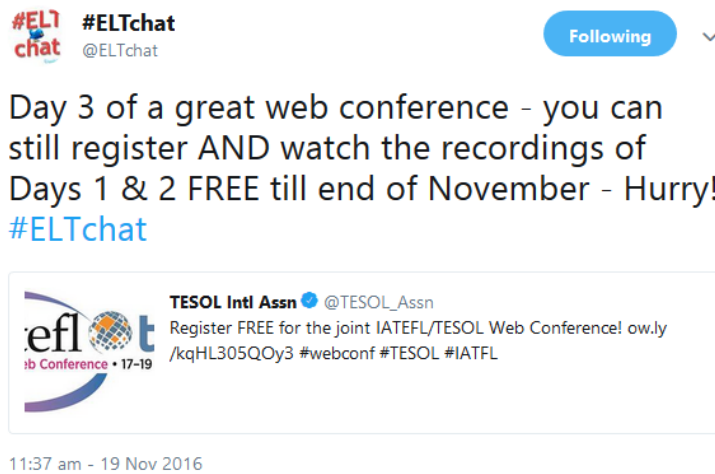 #ELT
chat
#ELTchat
@ELTchat
Following
Day 3 of a great web conference - you can
still register AND watch the recordings of
Days 1 & 2 FREE till end of November - Hurry!
#ELTchat
TESOL Intl Assn @TESOL_Assn
Register FREE for the joint IATEFL/TESOL Web Conference! ow.ly
/kqHL305QOy3 #webconf #TESOL #IATFL
tefl t
eb Conference • 17-19
11:37 am - 19 Nov 2016